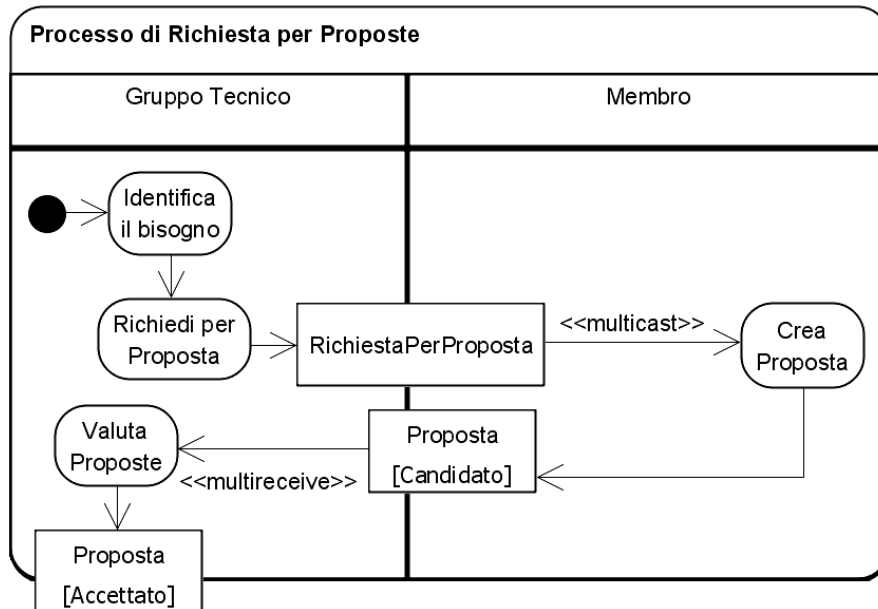 Processo di Richiesta per Proposte
Gruppo Tecnico
Membro
Identifica
il bisogno
Richiedi per
Proposta
RichiestaPerProposta
<<multicast>>
Crea
Proposta
Valuta
Proposte
<<multireceive>>
Proposta
[Candidato]
Proposta
[Accettato]